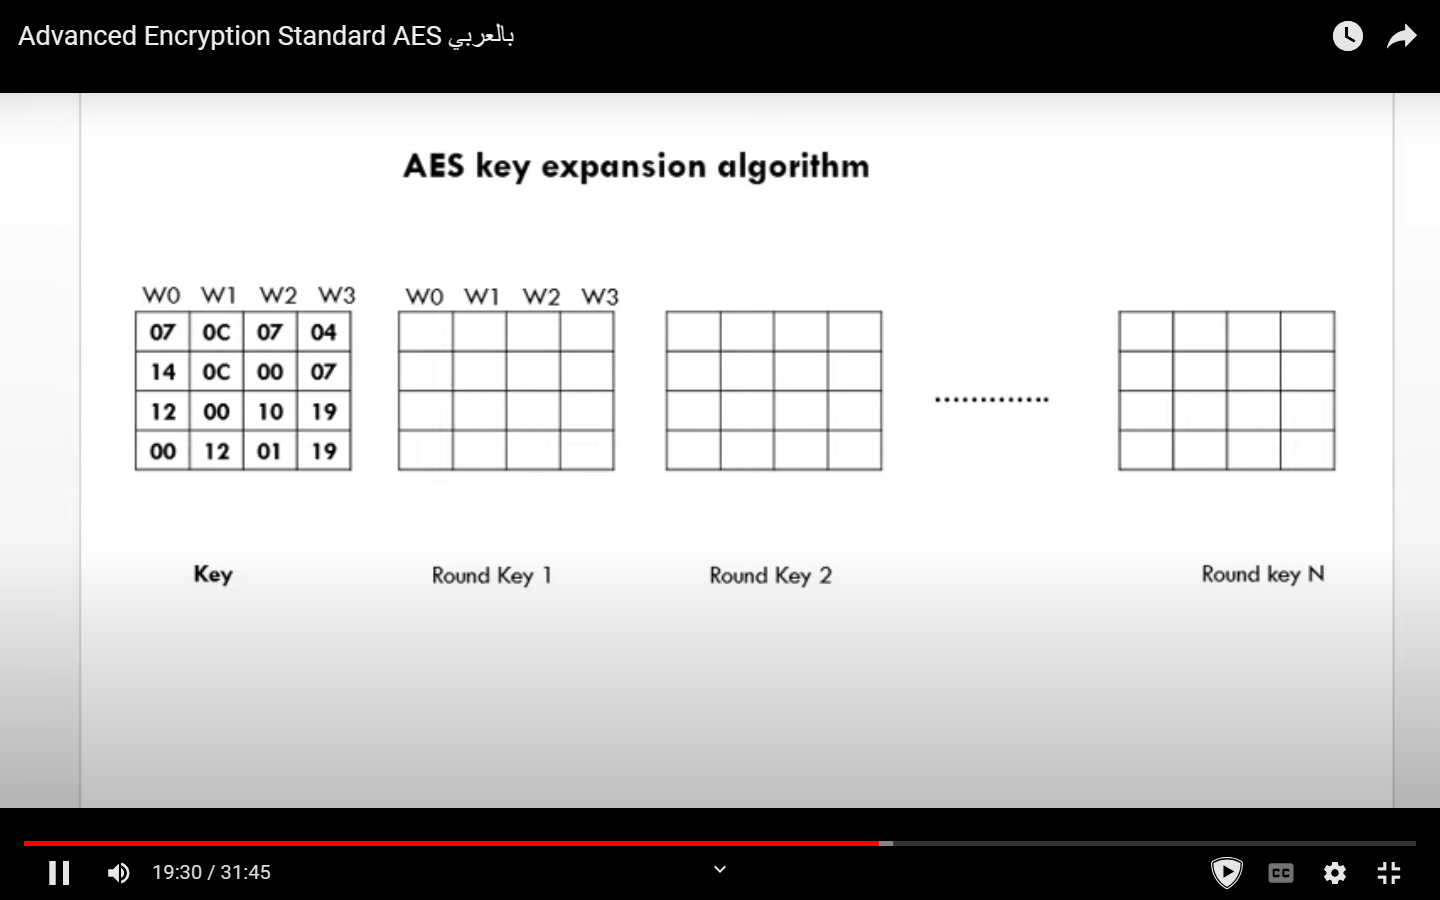 Advanced Encryption Standard AES بالعربي
AES key expansion algorithm
W0 W1 W2 W3
07 0C 07 04
14 0C 00 07
12 00 10 19
00 12 01 19
Key
W0 W1 W2 W3
Round Key 1
Round Key 2
.............
Round key N
19:30 / 31:45
CC